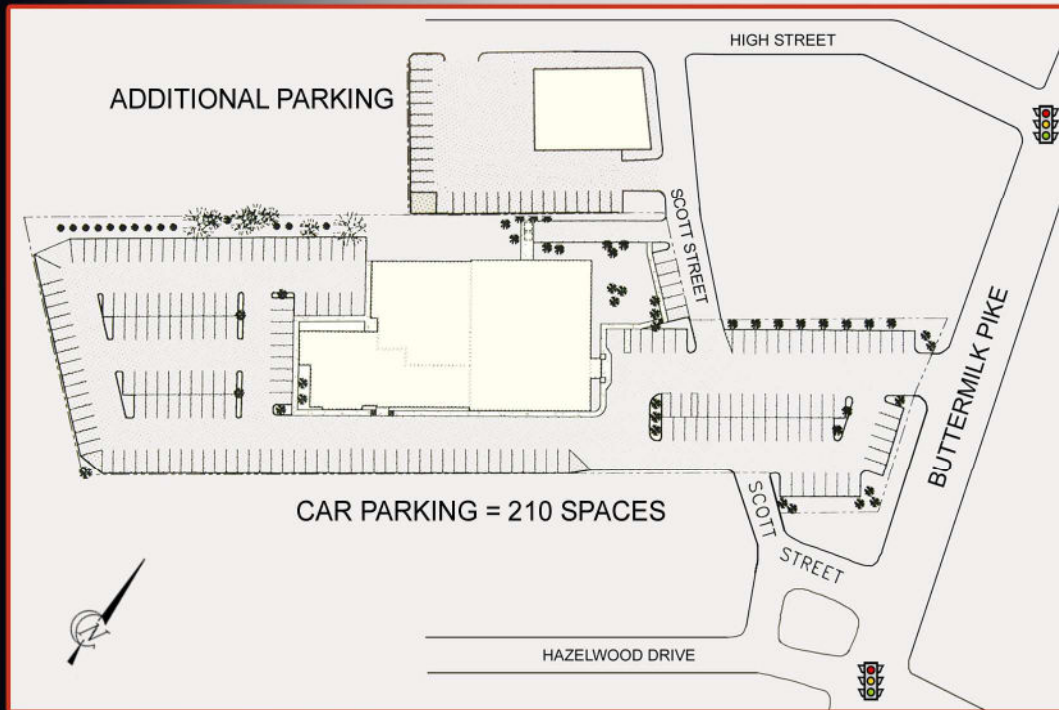 HIGH STREET
ADDITIONAL PARKING
SCOTT STREET
BUTTERMILK PIKE
CAR PARKING = 210 SPACES
SCOTT STREET
N
HAZELWOOD DRIVE